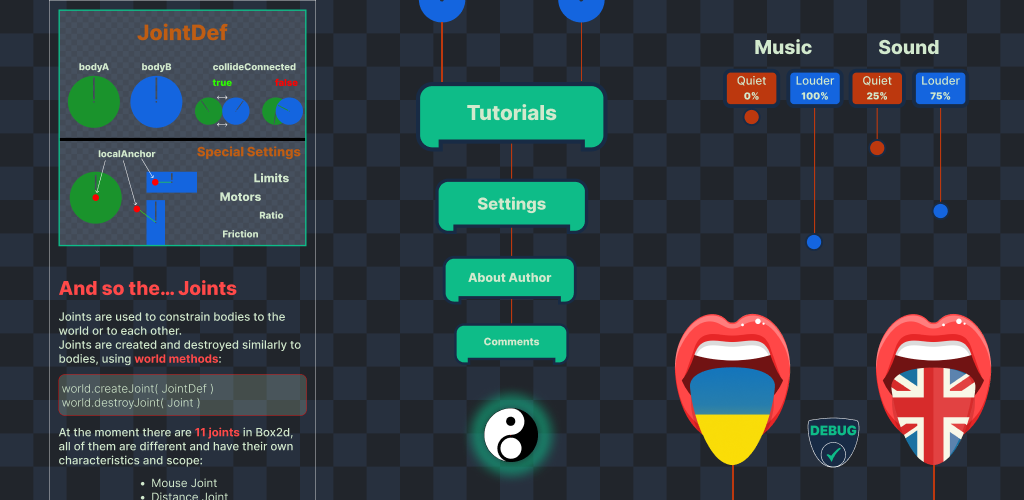 JointDef
bodyA
bodyB
collideConnected
true
false
localAnchor
Special Settings
Limits
Motors
Ratio
Friction
And so the... Joints
Joints are used to constrain bodies to the
world or to each other.
Joints are created and destroyed similarly to
bodies, using world methods:
world.createJoint( JointDef )
world.destroyJoint( Joint )
At the moment there are 11 joints in Box2d,
all of them are different and have their own
characteristics and scope:
• Mouse Joint
• Distance Joint
Tutorials
Settings
About Author
Comments
Music
Sound
Quiet
0%
Louder
100%
Quiet
25%
Louder
75%
DEBUG